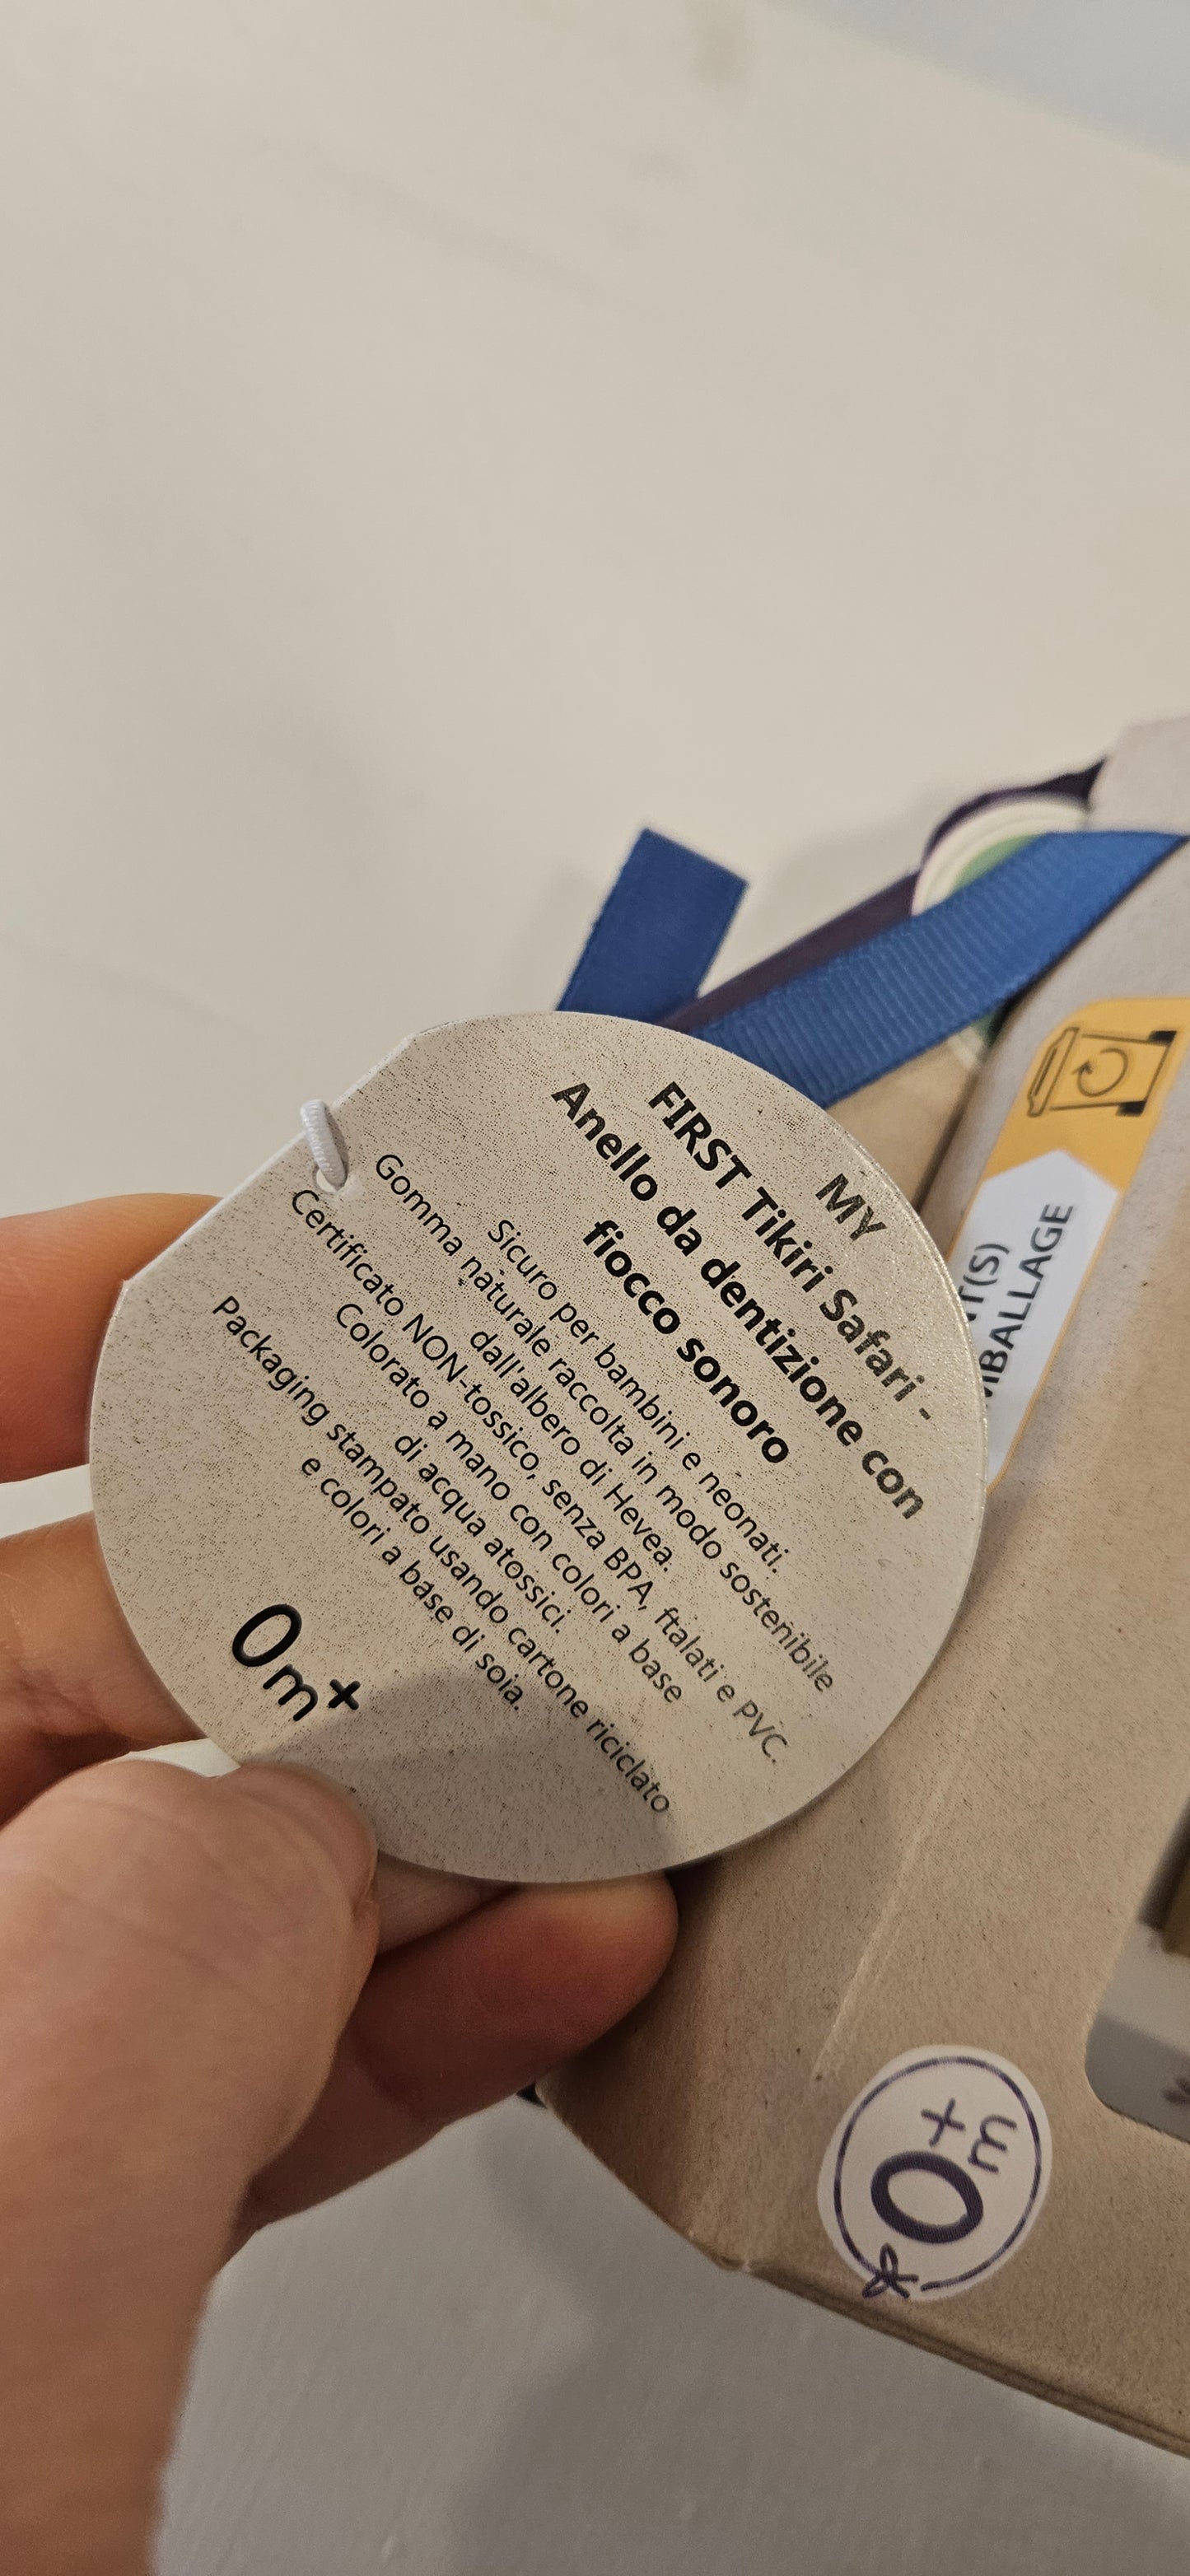 MY
FIRST Tikiri Safari -
Anello da dentizione con
fiocco sonoro
Sicuro per bambini e neonati.
Gomma naturale raccolta in modo sostenibile
dall'albero di Hevea.
Certificato NON-tossico, senza BPA, ftalati e PVC.
Colorato a mano con colori a base
di acqua atossici.
Packaging stampato usando cartone riciclato
e colori a base di soia.
0m+
0m+